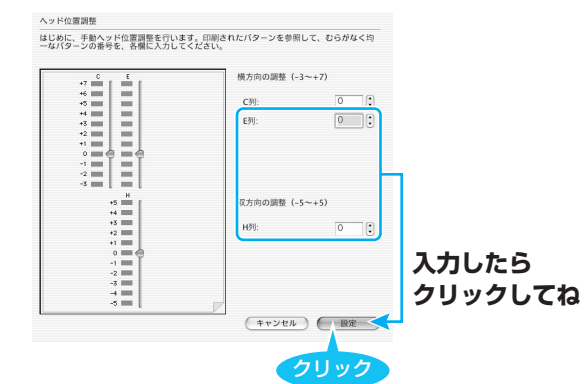 ヘッド位置調整
はじめに、手動ヘッド位置調整を行います。印刷されたパターンを参照して、むらがなく均
一なパターンの番号を、各欄に入力してください。
C E
+7
+6
+5
+4
+3
+2
+1
0
-1
-2
-3
H
+5
+4
+3
+2
+1
0
-1
-2
-3
-4
-5
横方向の調整（-3〜+7）
C列: 0
E列: 0
双方向の調整（-5〜+5）
H列: 0
キャンセル 設定
入力したら
クリックしてね
クリック